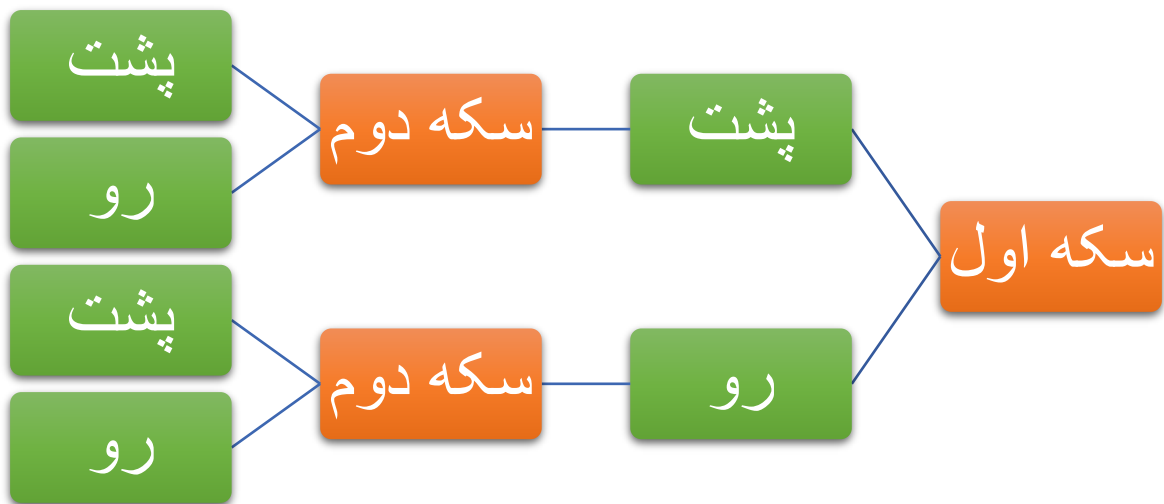 سکه اول
پشت
رو
سکه دوم
سکه دوم
پشت
رو
پشت
رو